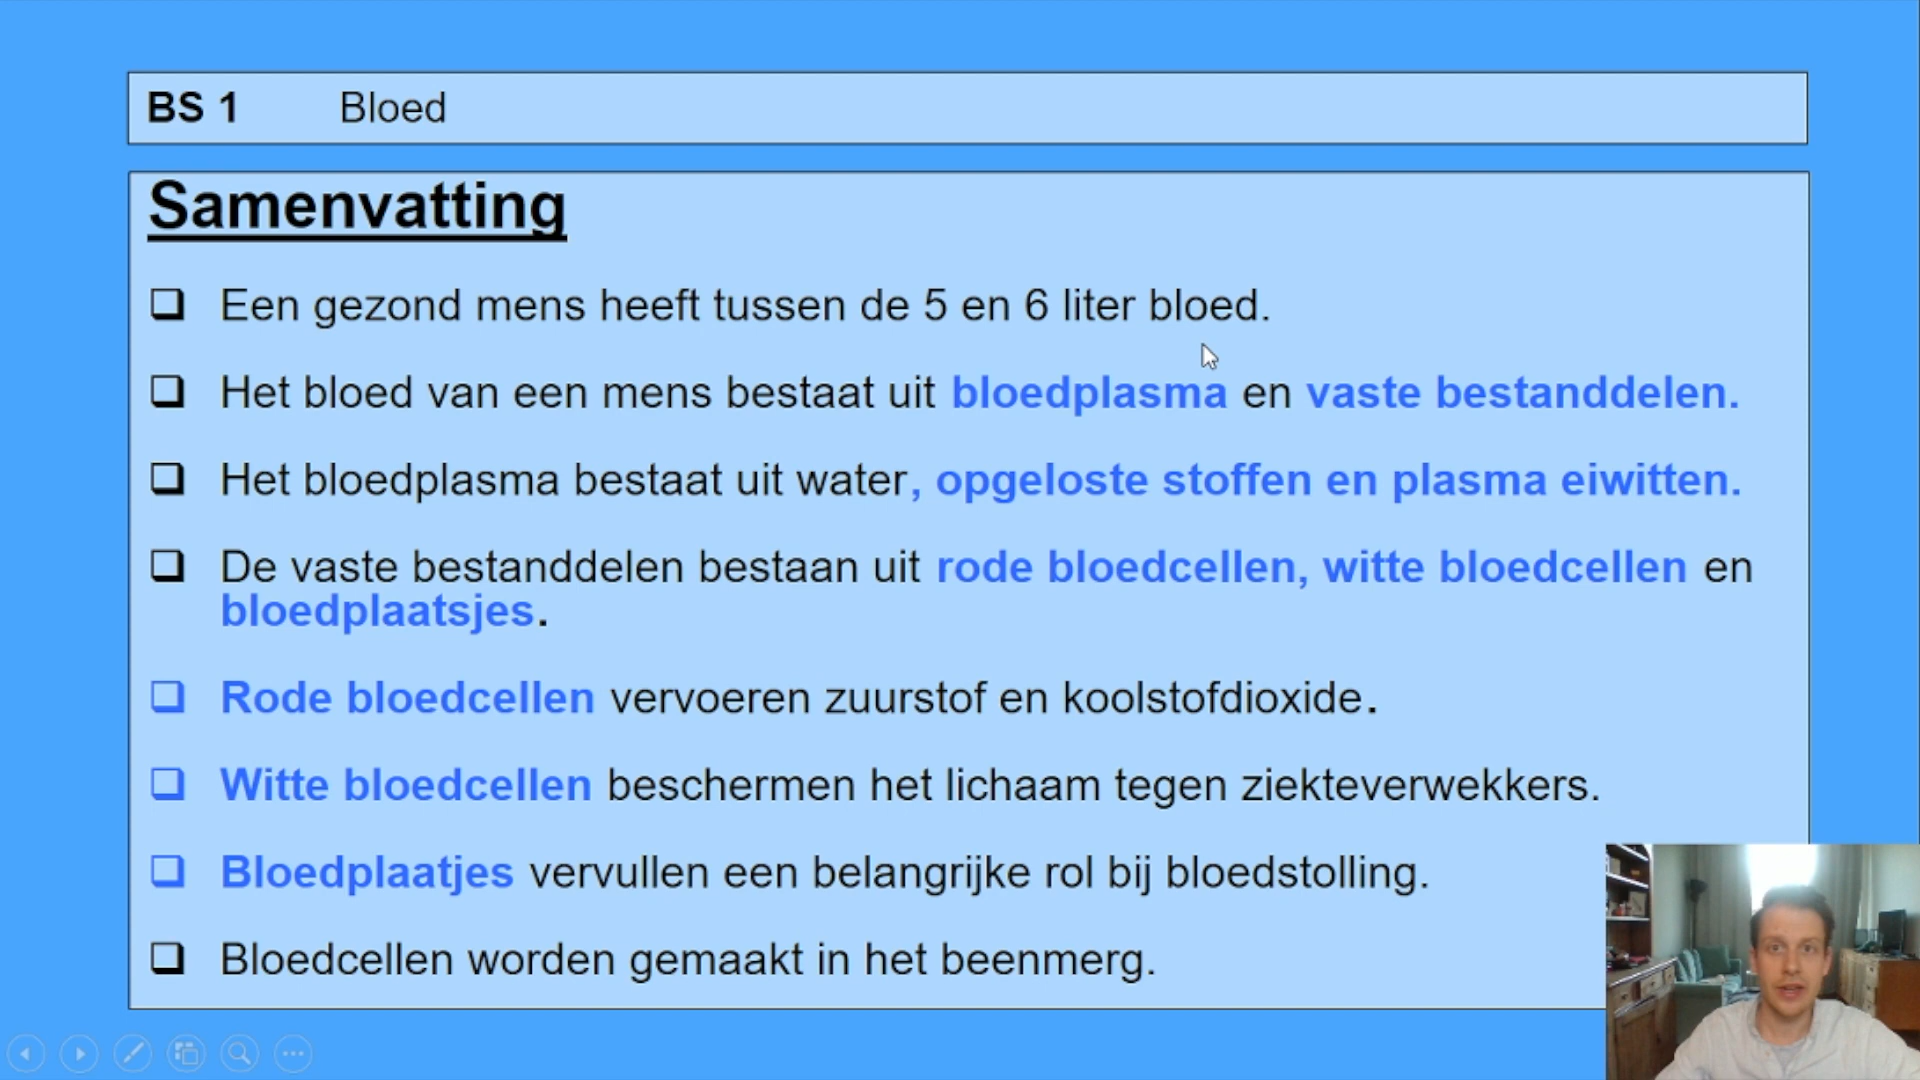 BS 1 Bloed
Samenvatting
Een gezond mens heeft tussen de 5 en 6 liter bloed.
Het bloed van een mens bestaat uit bloedplasma en vaste bestanddelen.
Het bloedplasma bestaat uit water, opgeloste stoffen en plasma eiwitten.
De vaste bestanddelen bestaan uit rode bloedcellen, witte bloedcellen en
bloedplaatsjes.
Rode bloedcellen vervoeren zuurstof en koolstofdioxide.
Witte bloedcellen beschermen het lichaam tegen ziekteverwekkers.
Bloedplaatjes vervullen een belangrijke rol bij bloedstolling.
Bloedcellen worden gemaakt in het beenmerg.